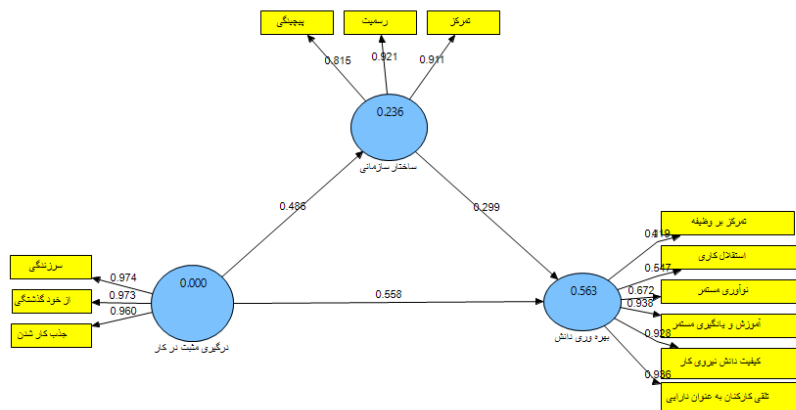 پیچیدگی
رسمیت
تمرکز
0.815
0.921
0.911
0.236
ساختار سازمانی
0.486
0.299
سرزندگی
از خود گذشتگی
جذب کار شدن
0.974
0.973
0.960
0.000
درگیری مثبت در کار
0.558
0.563
بهره وری دانش
تمرکز بر وظیفه
استقلال کاری
0.547
نوآوری مستمر
0.672
0.938
آموزش و یادگیری مستمر
0.928
کیفیت دانش نیروی کار
0.936
تلقی کارکنان به عنوان دارایی